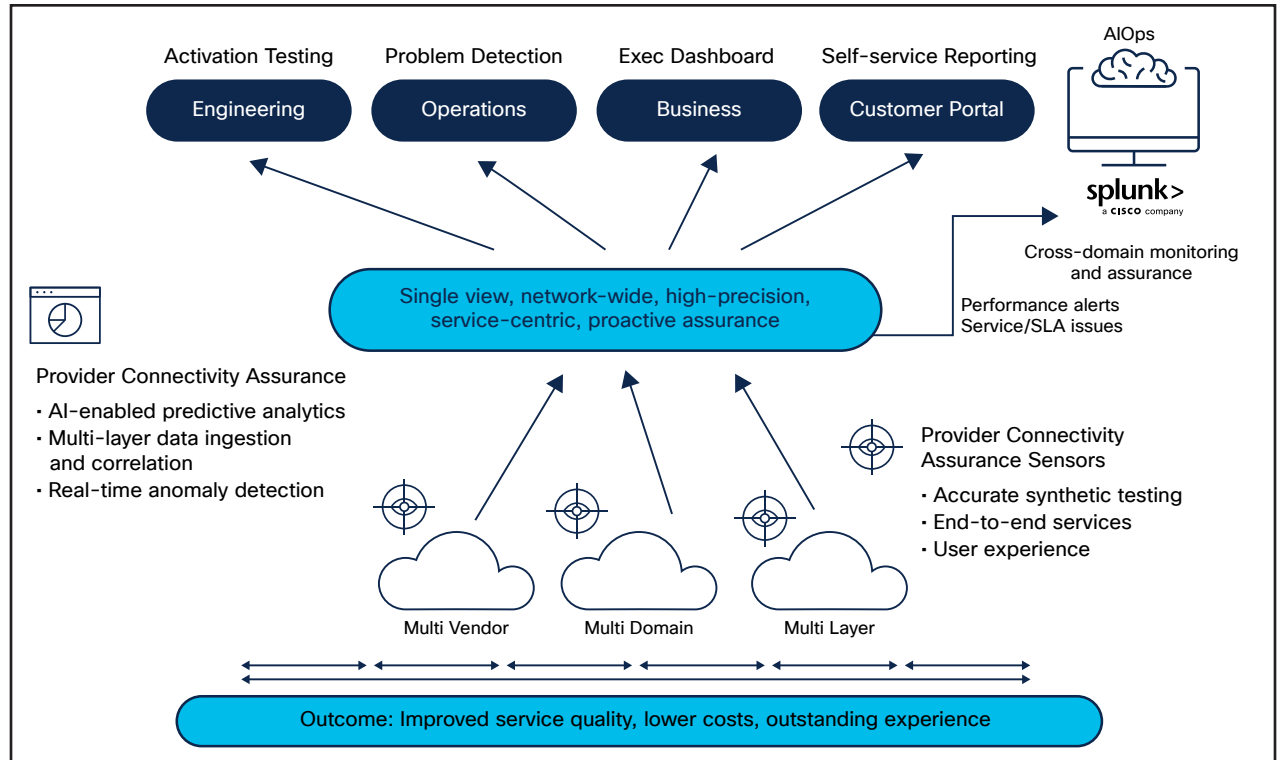 Activation Testing
Problem Detection
Exec Dashboard
Self-service Reporting
AIOps
Engineering
Operations
Business
Customer Portal
splunk>
a CISCO company
Cross-domain monitoring
and assurance
Single view, network-wide, high-precision,
service-centric, proactive assurance
Performance alerts
Service/SLA issues
Provider Connectivity Assurance
· AI-enabled predictive analytics
· Multi-layer data ingestion
and correlation
· Real-time anomaly detection
Provider Connectivity
Assurance Sensors
· Accurate synthetic testing
· End-to-end services
· User experience
Multi Vendor
Multi Domain
Multi Layer
Outcome: Improved service quality, lower costs, outstanding experience